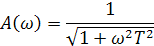 A(ω) = 1 / √(1 + ω²T²)